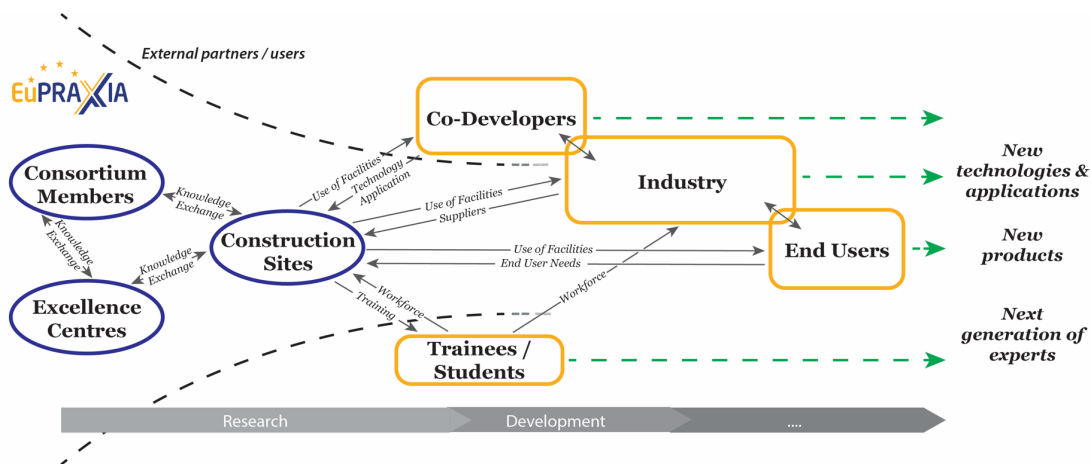 External partners / users
EuPRAXIA
Co-Developers
New
technologies &
applications
Consortium
Members
Knowledge
Exchange
Use of Facilities
Technology
Application
Industry
Use of Facilities
Suppliers
Knowledge
Exchange
Knowledge
Exchange
Construction
Sites
Use of Facilities
End User Needs
End Users
New
products
Excellence
Centres
Workforce
Training
Workforce
Trainees /
Students
Next
generation of
experts
Research
Development
....